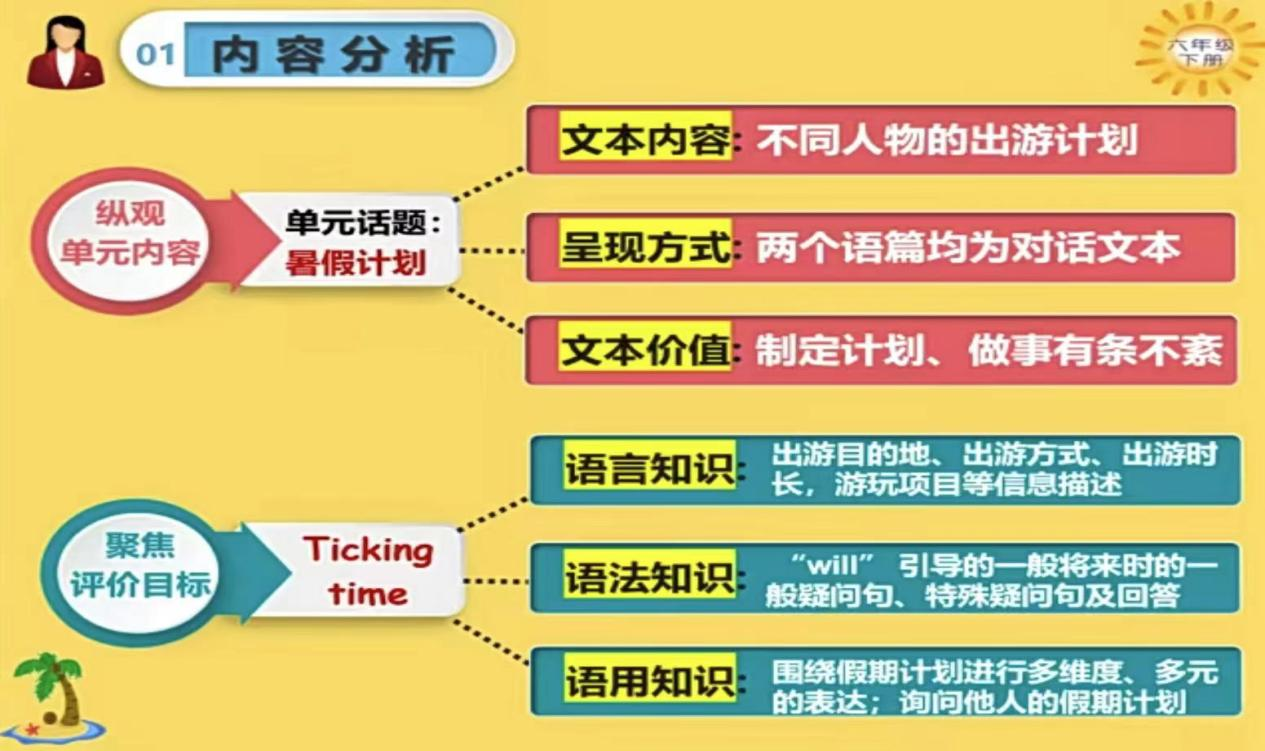 01 内容分析
六年级
下册
纵观
单元内容
单元话题：
暑假计划
文本内容: 不同人物的出游计划
呈现方式: 两个语篇均为对话文本
文本价值: 制定计划、做事有条不紊
聚焦
评价目标
Ticking
time
语言知识: 出游目的地、出游方式、出游时
长，游玩项目等信息描述
语法知识: “will” 引导的一般将来时的一
般疑问句、特殊疑问句及回答
语用知识: 围绕假期计划进行多维度、多元
的表达；询问他人的假期计划